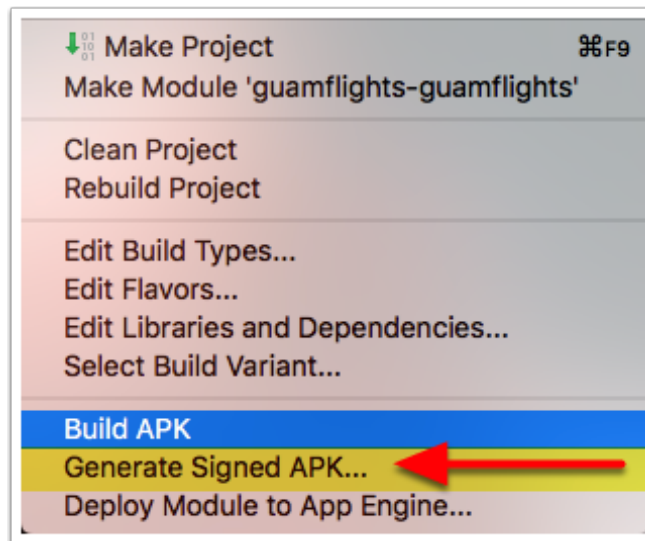 Make Project ⌘F9
Make Module 'guamflights-guamflights'
Clean Project
Rebuild Project
Edit Build Types...
Edit Flavors...
Edit Libraries and Dependencies...
Select Build Variant...
Build APK
Generate Signed APK...
Deploy Module to App Engine...